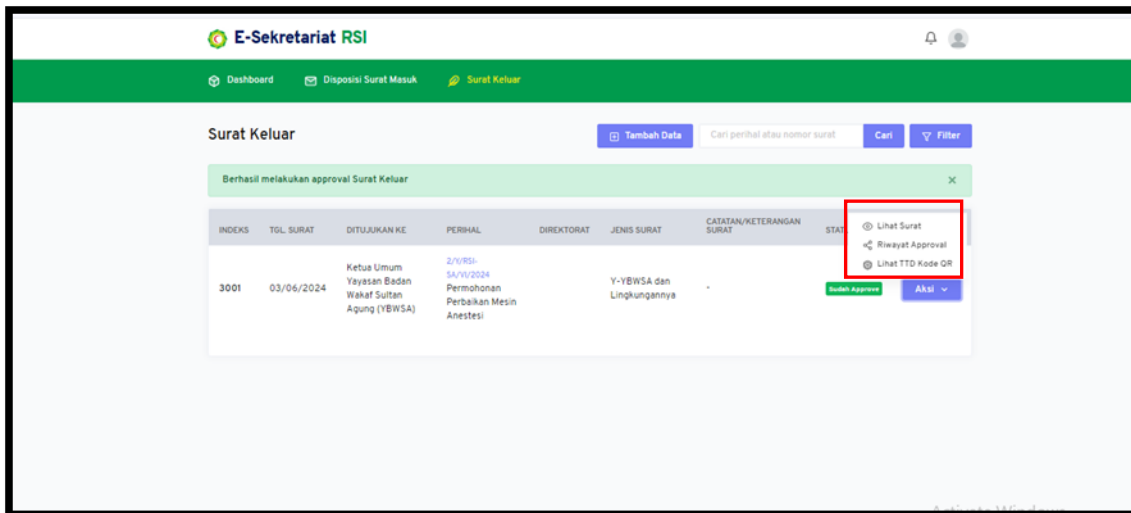 E-Sekretariat RSI
Dashboard Disposisi Surat Masuk Surat Keluar
Surat Keluar
Tambah Data Cari perihal atau nomor surat Cari Filter
Berhasil melakukan approval Surat Keluar
INDEKS TGL. SURAT DITUJUKAN KE PERIHAL DIREKTORAT JENIS SURAT CATATAN/KETERANGAN SURAT STAT
Lihat Surat
Riwayat Approval
Lihat TTD Kode QR
3001
03/06/2024
Ketua Umum
Yayasan Badan
Wakaf Sultan
Agung (YBWSA)
2/Y/RSI-
SA/VI/2024
Permohonan
Perbaikan Mesin
Anestesi
Y-YBWSA dan
Lingkungannya
-
Sudah Approve
Aksi